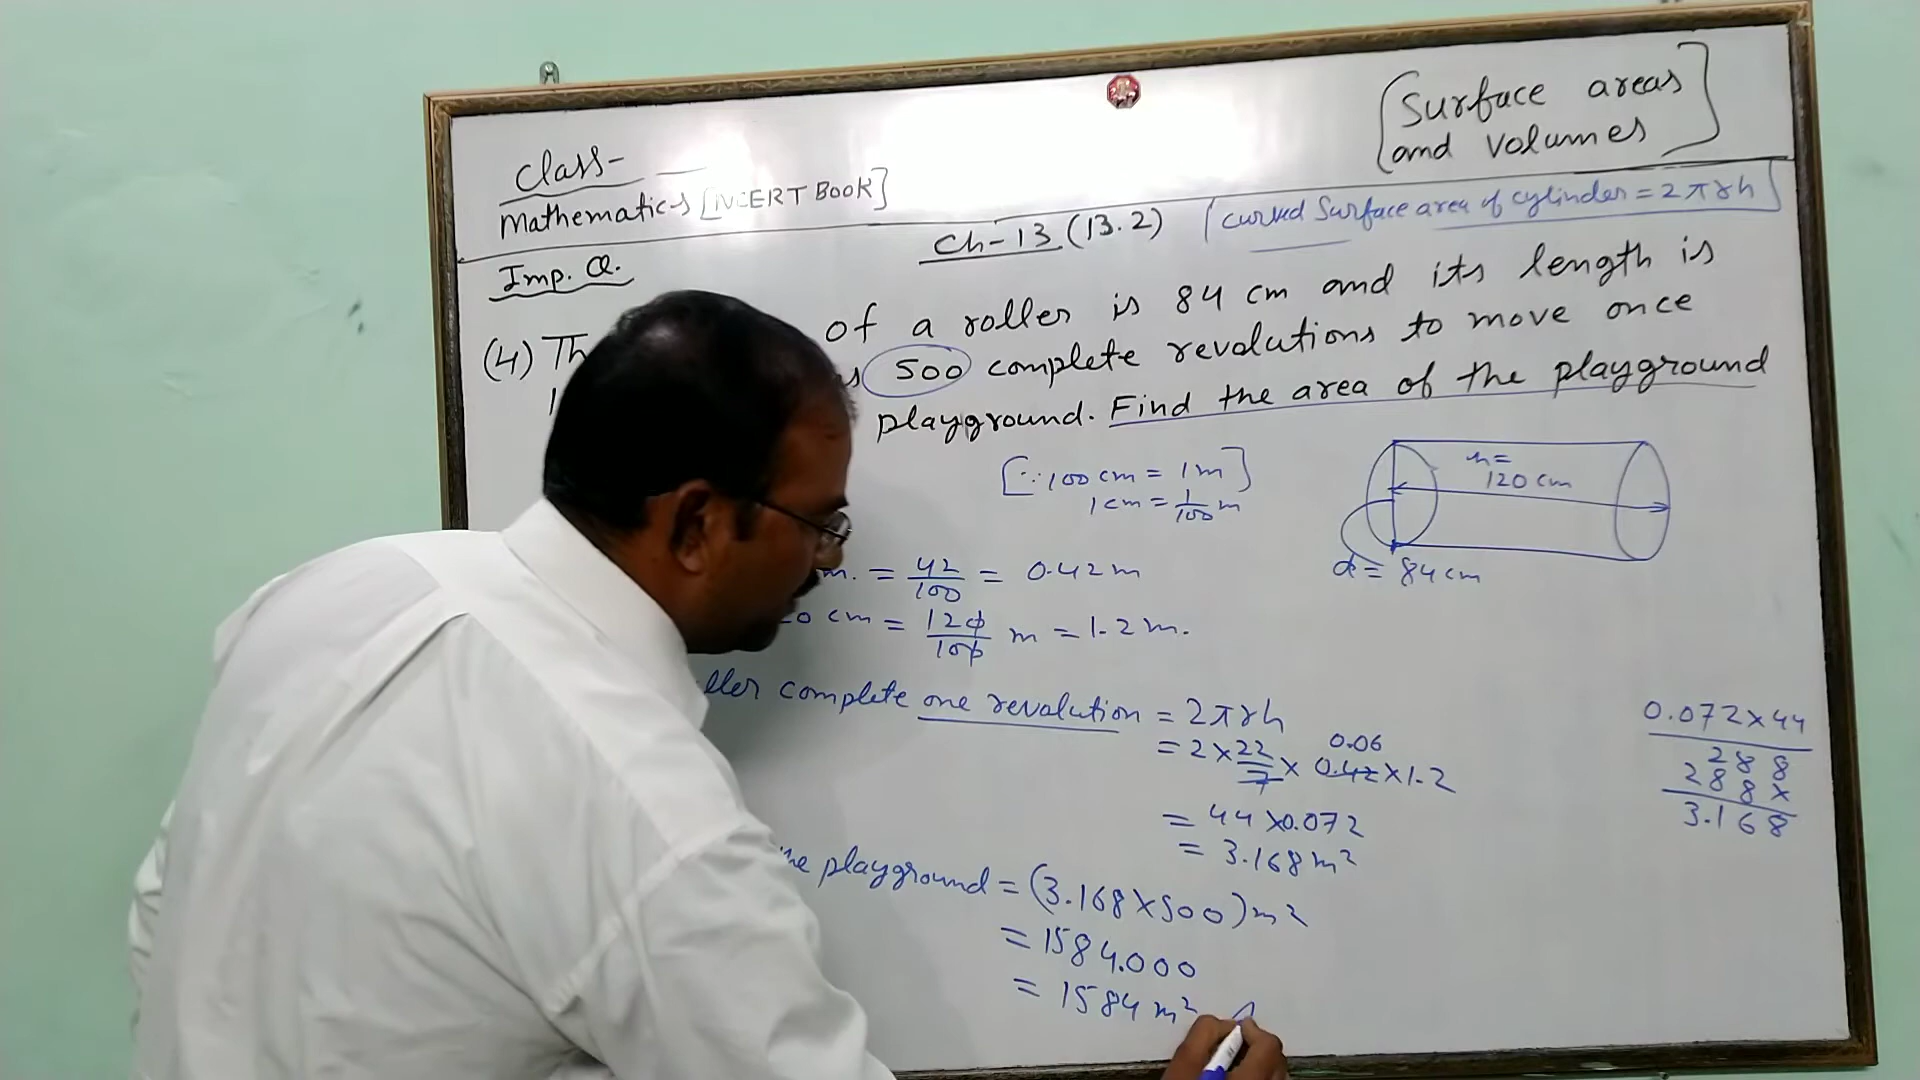 [Surface areas
and volumes]
Class-
Mathematics [NCERT Book]
Ch-13 (13.2) [Curved Surface area of cylinder = 2πrh]
Imp. Q.
(4) Th of a roller is 84 cm and its length is
500 complete revolutions to move once
playground. Find the area of the playground
[∵ 100 cm = 1m]
1 cm = 1/100 m
h=
120 cm
d = 84 cm
m. = 42/100 = 0.42 m
20 cm = 120/100 m = 1.2 m.
ller complete one revolution = 2πrh
= 2 × 22/7 × 0.42 × 1.2
0.06
= 44 × 0.072
= 3.168 m²
he playground = (3.168 × 500) m²
= 1584.000
= 1584 m²
0.072 × 44
288
288×
3.168